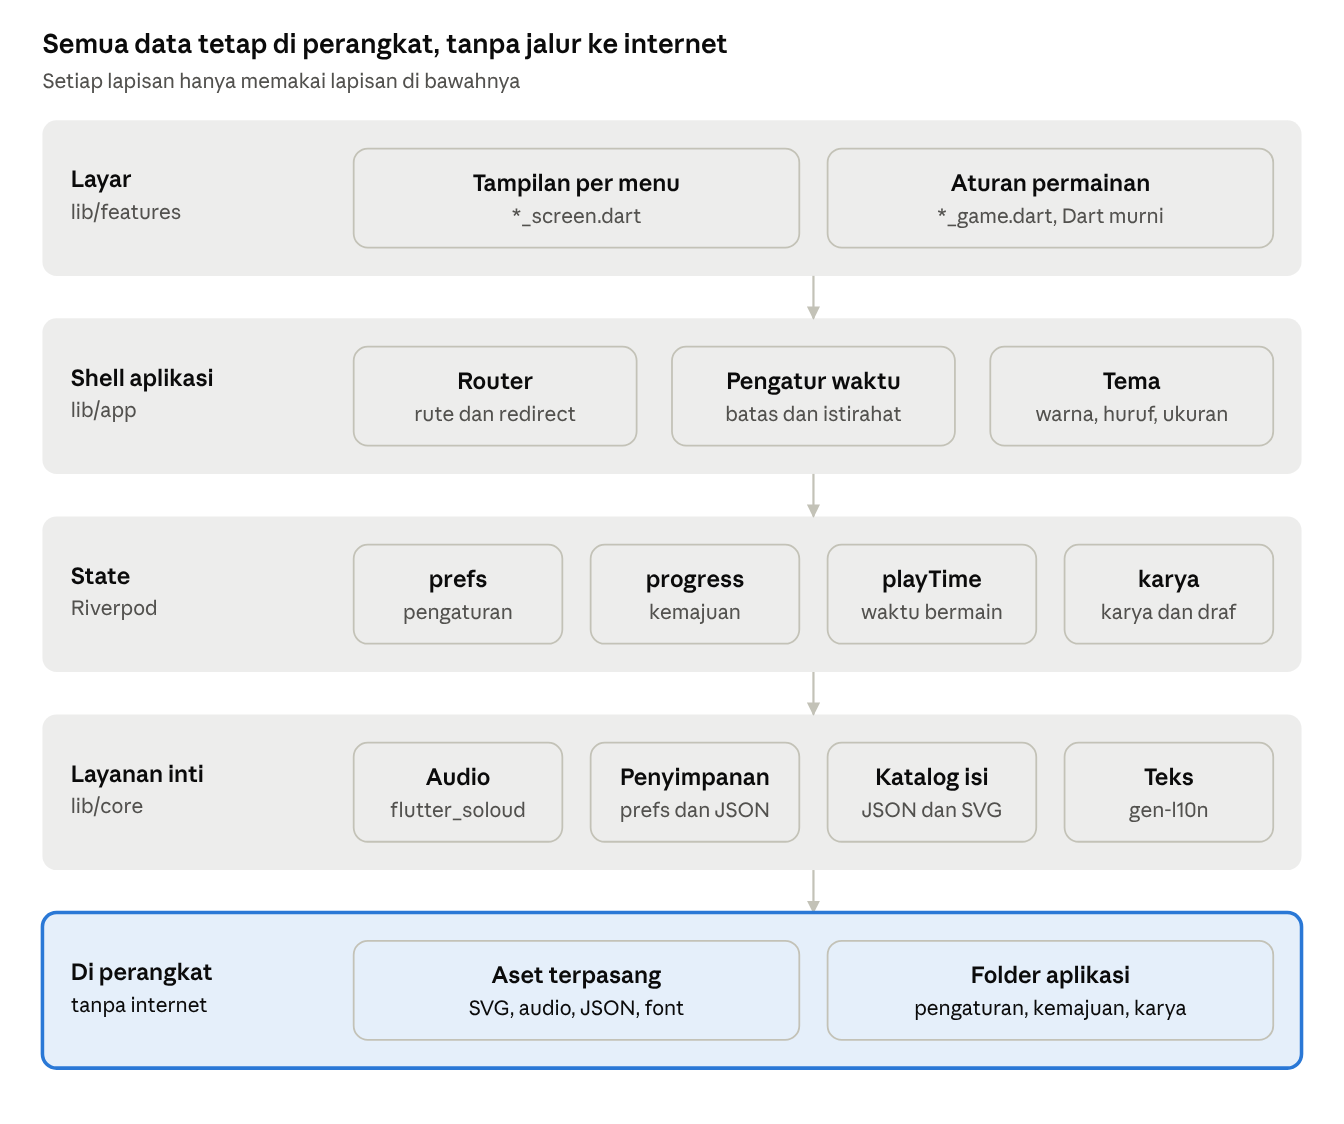 Semua data tetap di perangkat, tanpa jalur ke internet
Setiap lapisan hanya memakai lapisan di bawahnya
Layar
lib/features
Tampilan per menu
*_screen.dart
Aturan permainan
*_game.dart, Dart murni
Shell aplikasi
lib/app
Router
rute dan redirect
Pengatur waktu
batas dan istirahat
Tema
warna, huruf, ukuran
State
Riverpod
prefs
pengaturan
progress
kemajuan
playTime
waktu bermain
karya
karya dan draf
Layanan inti
lib/core
Audio
flutter_soloud
Penyimpanan
prefs dan JSON
Katalog isi
JSON dan SVG
Teks
gen-l10n
Di perangkat
tanpa internet
Aset terpasang
SVG, audio, JSON, font
Folder aplikasi
pengaturan, kemajuan, karya